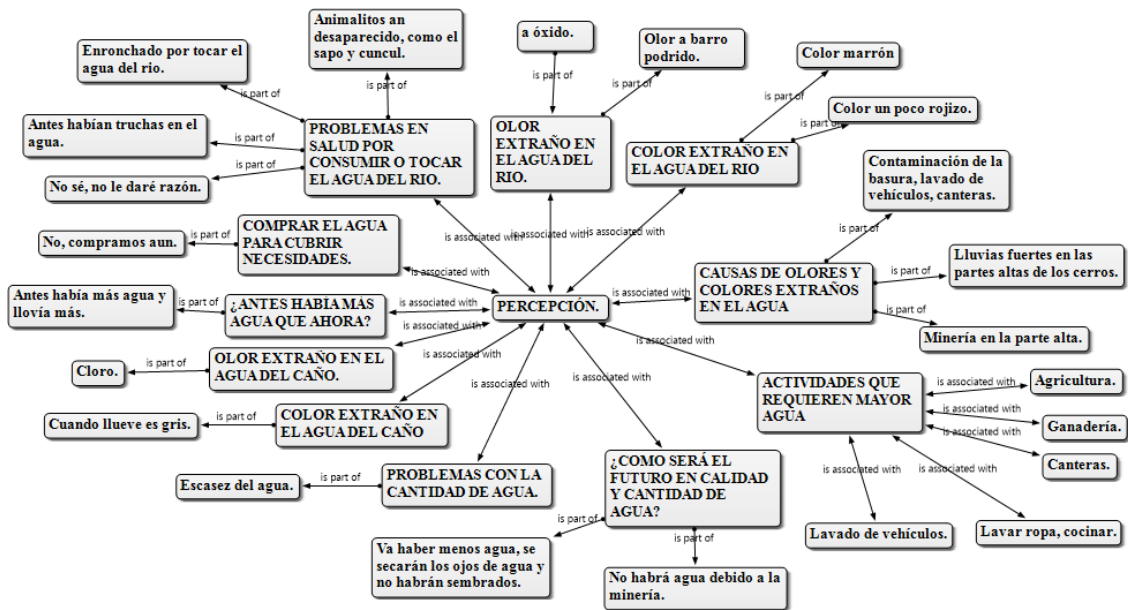 Animalitos an
desaparecido, como el
sapo y cuncul.
a óxido.
Olor a barro
podrido.
Color marrón
Enronchado por tocar el
agua del rio.
is part of
is part of
is part of
is part of
is part of
is part of
Color un poco rojizo.
Antes habían truchas en el
agua.
is part of
PROBLEMAS EN
SALUD POR
CONSUMIR O TOCAR
EL AGUA DEL RIO.
OLOR
EXTRAÑO EN
EL AGUA DEL
RIO.
COLOR EXTRAÑO EN
EL AGUA DEL RIO
Contaminación de la
basura, lavado de
vehículos, canteras.
No sé, no le daré razón.
is part of
No, compramos aun.
is part of
COMPRAR EL AGUA
PARA CUBRIR
NECESIDADES.
is associated with
is associated with
is associated with
is part of
Lluvias fuertes en las
partes altas de los cerros.
is part of
is associated with
CAUSAS DE OLORES Y
COLORES EXTRAÑOS
EN EL AGUA
Antes había más agua y
llovía más.
is part of
¿ANTES HABIA MAS
AGUA QUE AHORA?
is associated with
PERCEPCIÓN.
is associated with
is part of
Minería en la parte alta.
is associated with
is associated with
is associated with
Cloro.
is part of
OLOR EXTRAÑO EN EL
AGUA DEL CAÑO.
is associated with
is associated with
ACTIVIDADES QUE
REQUIEREN MAYOR
AGUA
is associated with
Agricultura.
is associated with
Ganadería.
is associated with
Canteras.
Cuando llueve es gris.
is part of
COLOR EXTRAÑO EN
EL AGUA DEL CAÑO
is associated with
is associated with
Escasez del agua.
is part of
PROBLEMAS CON LA
CANTIDAD DE AGUA.
¿COMO SERÁ EL
FUTURO EN CALIDAD
Y CANTIDAD DE
AGUA?
is part of
is part of
Lavado de vehículos.
Lavar ropa, cocinar.
Va haber menos agua, se
secarán los ojos de agua y
no habrán sembrados.
No habrá agua debido a la
minería.